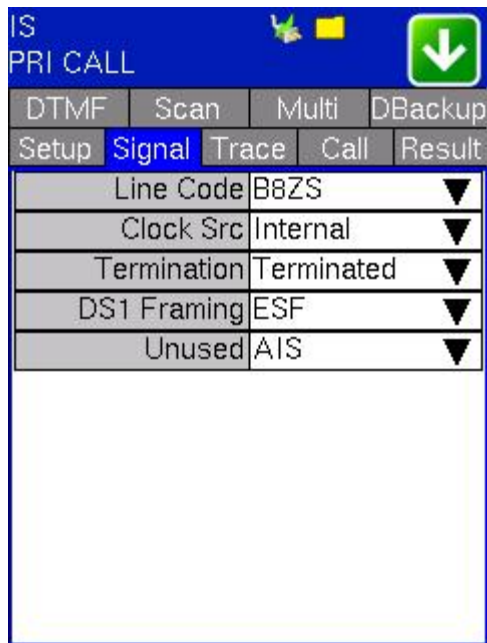 IS
PRI CALL
DTMF Scan Multi DBackup
Setup Signal Trace Call Result
Line Code B8ZS
Clock Src Internal
Termination Terminated
DS1 Framing ESF
Unused AIS